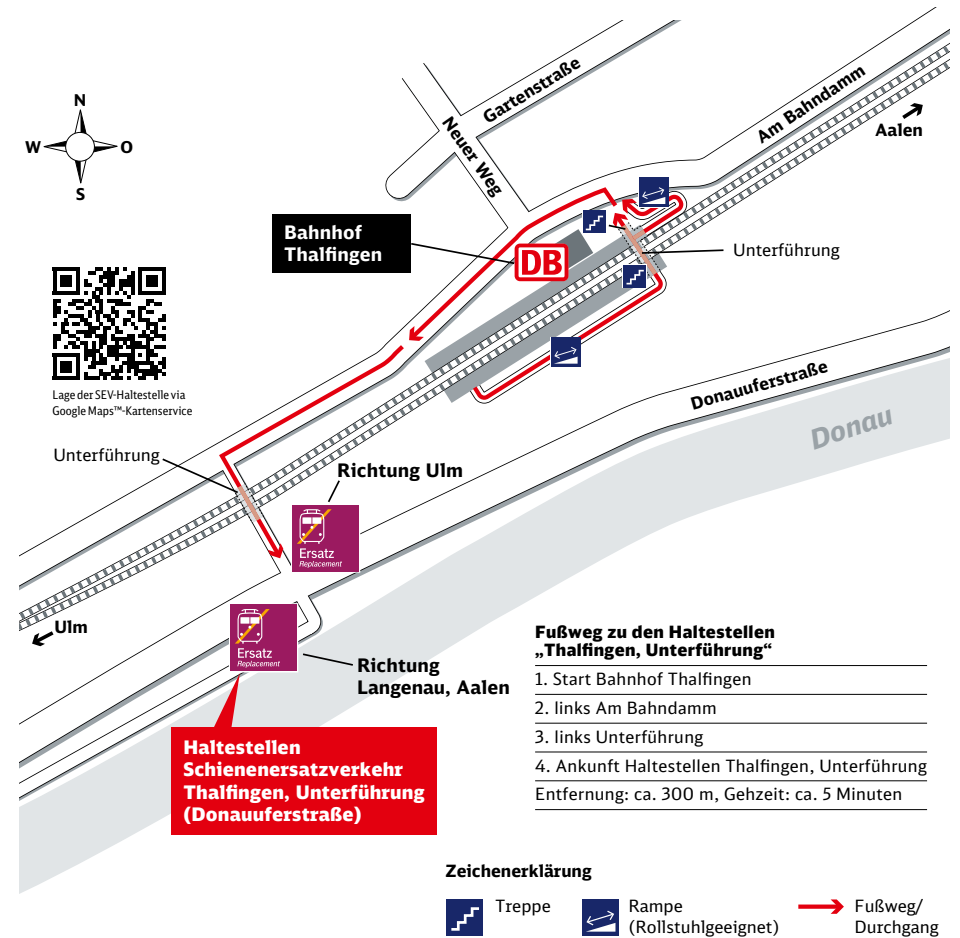 N
W
O
S
Gartenstraße
Neuer Weg
Am Bahndamm
Aalen
Bahnhof
Thalfingen
DB
Unterführung
Lage der SEV-Haltestelle via
Google Maps™-Kartenservice
Donauuferstraße
Donau
Unterführung
Richtung Ulm
Ersatz
Replacement
Ulm
Ersatz
Replacement
Richtung
Langenau, Aalen
Haltestellen
Schienenersatzverkehr
Thalfingen, Unterführung
(Donauuferstraße)
Fußweg zu den Haltestellen
„Thalfingen, Unterführung“
1. Start Bahnhof Thalfingen
2. links Am Bahndamm
3. links Unterführung
4. Ankunft Haltestellen Thalfingen, Unterführung
Entfernung: ca. 300 m, Gehzeit: ca. 5 Minuten
Zeichenerklärung
Treppe
Rampe
(Rollstuhlgeeignet)
Fußweg/
Durchgang